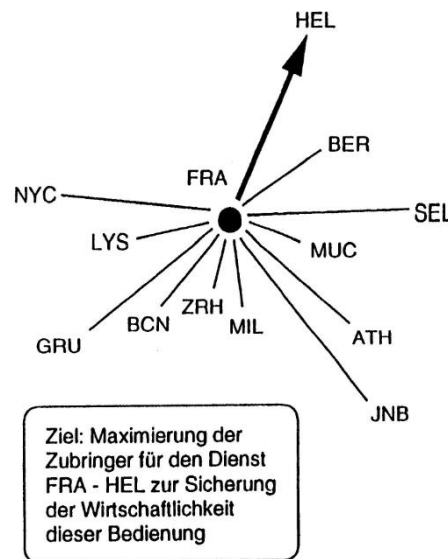 HEL
BER
FRA
NYC
SEL
LYS
MUC
ZRH
BCN
MIL
GRU
ATH
JNB
Ziel: Maximierung der
Zubringer für den Dienst
FRA - HEL zur Sicherung
der Wirtschaftlichkeit
dieser Bedienung